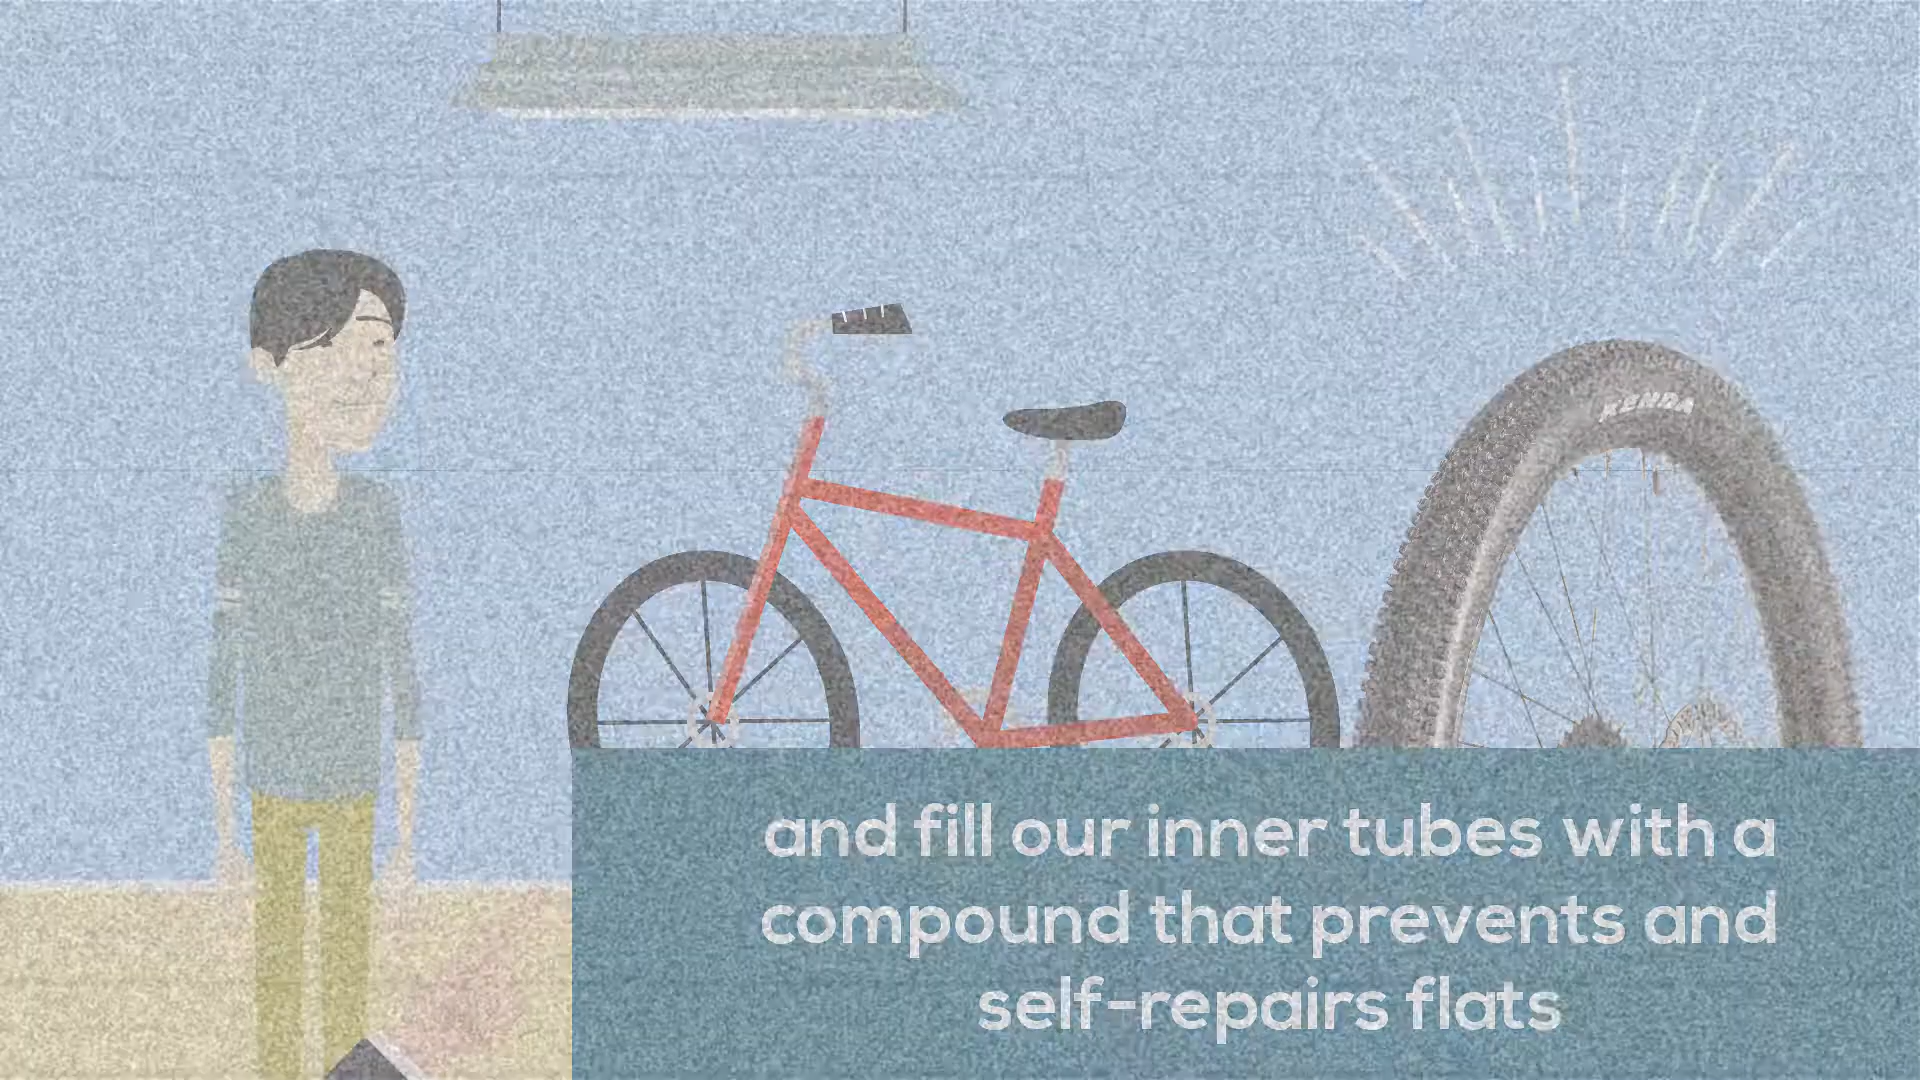 KENDA
and fill our inner tubes with a
compound that prevents and
self-repairs flats